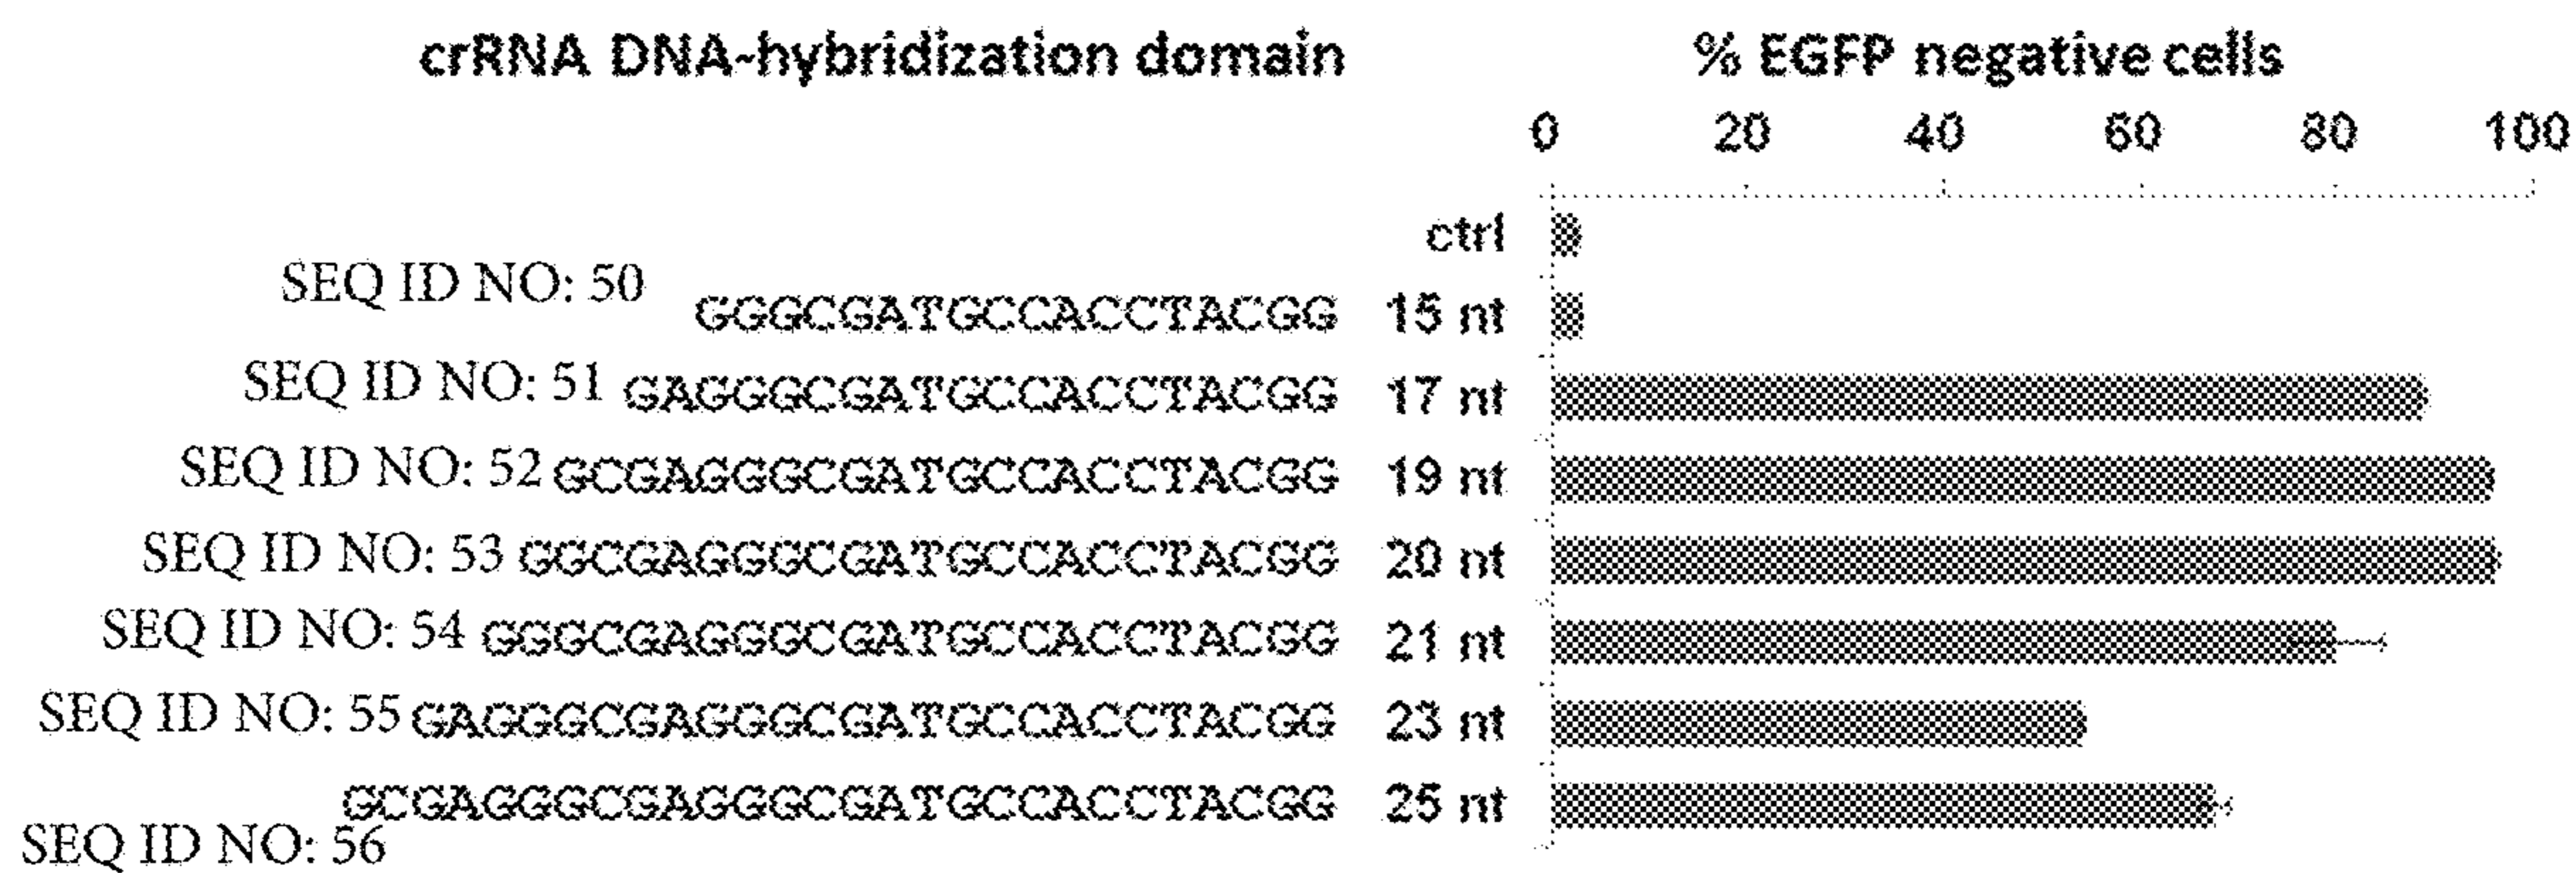 crRNA DNA-hybridization domain
% EGFP negative cells
0 20 40 60 80 100
ctrl
SEQ ID NO: 50 GGGCGATGCCACCTACGG 15 nt
SEQ ID NO: 51 GAGGGCGATGCCACCTACGG 17 nt
SEQ ID NO: 52 GCGAGGGCGATGCCACCTACGG 19 nt
SEQ ID NO: 53 GGCGAGGGCGATGCCACCTACGG 20 nt
SEQ ID NO: 54 GGGCGAGGGCGATGCCACCTACGG 21 nt
SEQ ID NO: 55 GAGGGCGAGGGCGATGCCACCTACGG 23 nt
GCGAGGGCGAGGGCGATGCCACCTACGG 25 nt
SEQ ID NO: 56